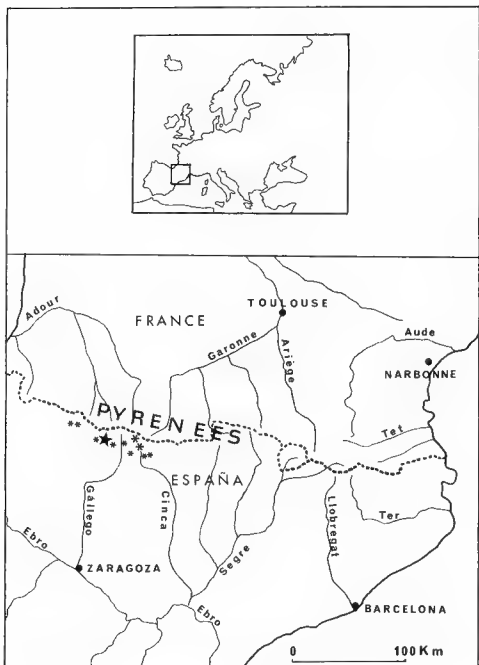 TOULOUSE
Adour
FRANCE
Garonne
Ariège
Aude
NARBONNE
PYRENEES
Tet
ESPAÑA
Gállego
Cinca
Segre
Llobregat
Ter
Ebro
ZARAGOZA
Ebro
BARCELONA
0 100 Km